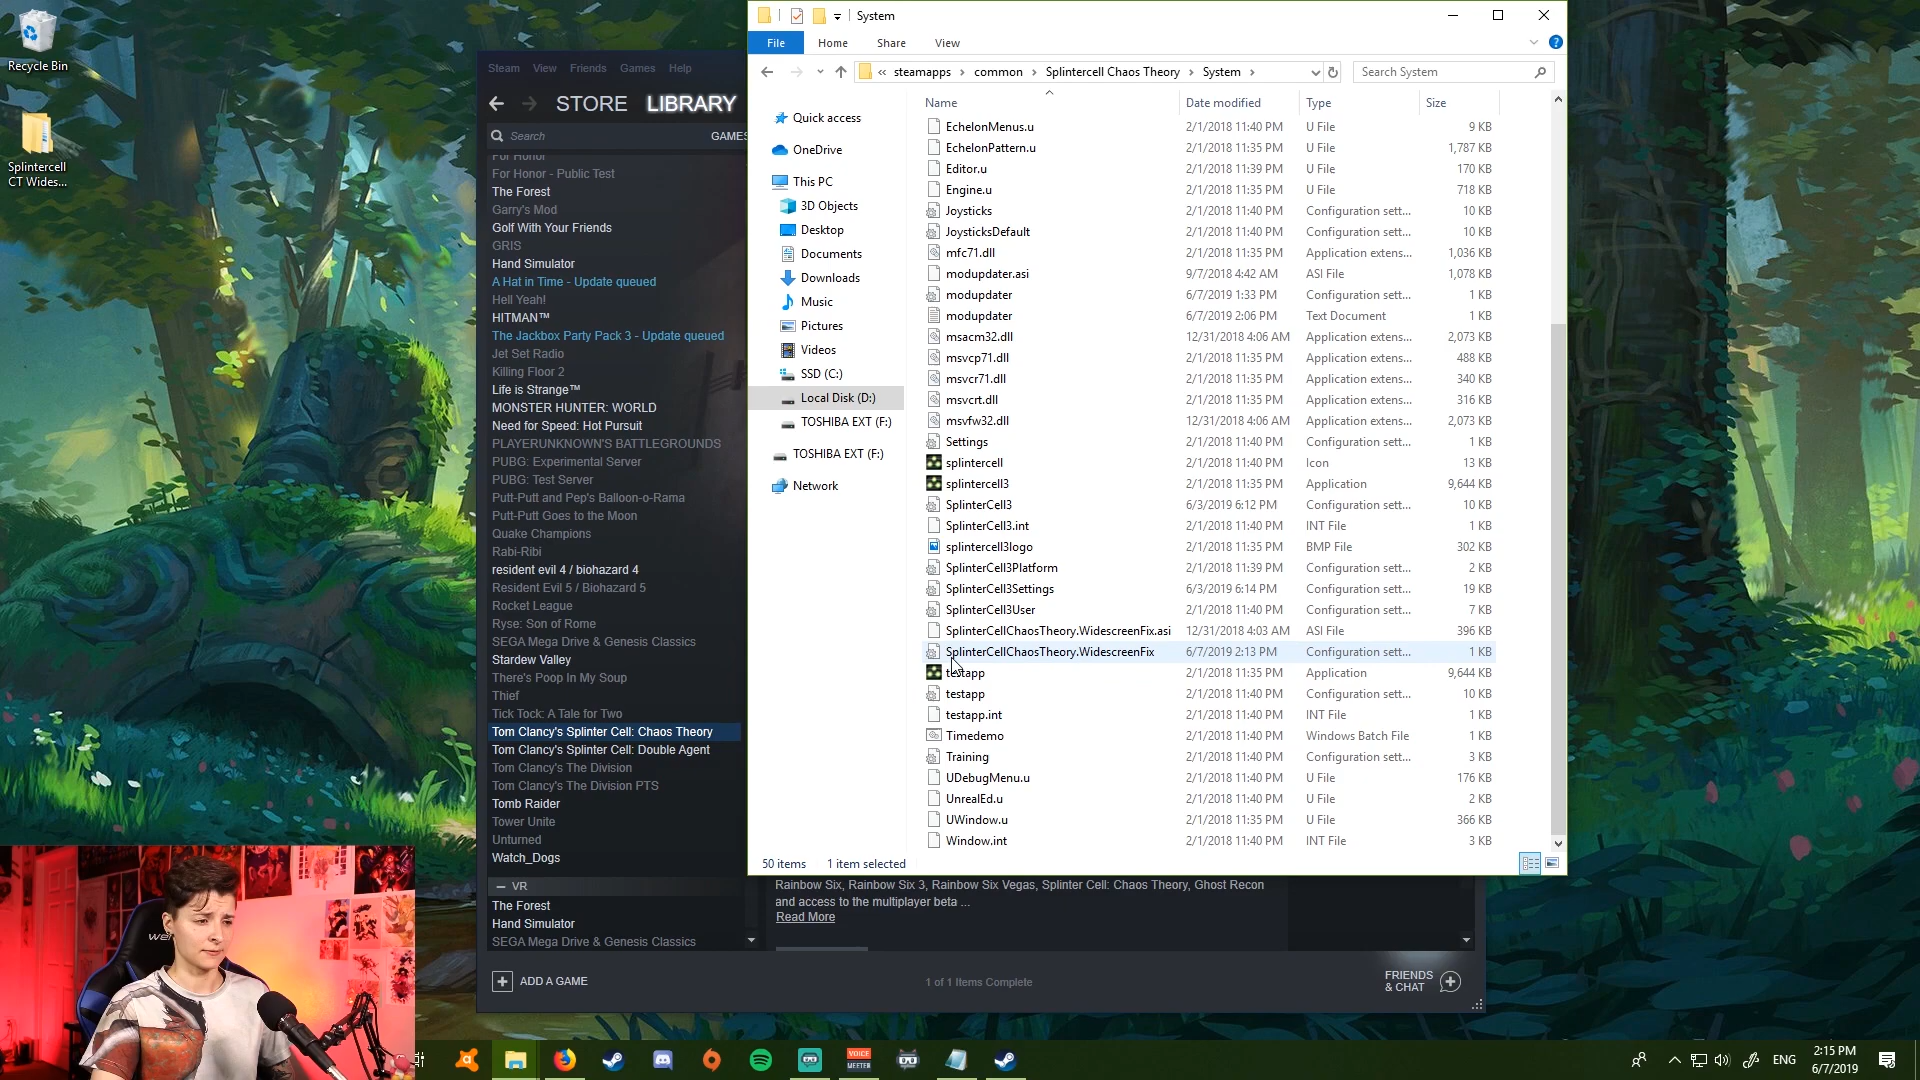 Recycle Bin
Splintercell
CT Wides...
Steam View Friends Games Help
STORE LIBRARY
Search GAMES
For Honor
For Honor - Public Test
The Forest
Garry's Mod
Golf With Your Friends
GRIS
Hand Simulator
A Hat in Time - Update queued
Hell Yeah!
HITMAN™
The Jackbox Party Pack 3 - Update queued
Jet Set Radio
Killing Floor 2
Life is Strange™
MONSTER HUNTER: WORLD
Need for Speed: Hot Pursuit
PLAYERUNKNOWN'S BATTLEGROUNDS
PUBG: Experimental Server
PUBG: Test Server
Putt-Putt and Pep's Balloon-o-Rama
Putt-Putt Goes to the Moon
Quake Champions
Rabi-Ribi
resident evil 4 / biohazard 4
Resident Evil 5 / Biohazard 5
Rocket League
Ryse: Son of Rome
SEGA Mega Drive & Genesis Classics
Stardew Valley
There's Poop In My Soup
Thief
Tick Tock: A Tale for Two
Tom Clancy's Splinter Cell: Chaos Theory
Tom Clancy's Splinter Cell: Double Agent
Tom Clancy's The Division
Tom Clancy's The Division PTS
Tomb Raider
Tower Unite
Unturned
Watch_Dogs
VR
The Forest
Hand Simulator
SEGA Mega Drive & Genesis Classics
ADD A GAME
1 of 1 Items Complete
FRIENDS
& CHAT
Rainbow Six, Rainbow Six 3, Rainbow Six Vegas, Splinter Cell: Chaos Theory, Ghost Recon
and access to the multiplayer beta ...
Read More
System
File Home Share View
« steamapps › common › Splintercell Chaos Theory › System ›
Search System
Quick access
OneDrive
This PC
3D Objects
Desktop
Documents
Downloads
Music
Pictures
Videos
SSD (C:)
Local Disk (D:)
TOSHIBA EXT (F:)
TOSHIBA EXT (F:)
Network
Name Date modified Type Size
EchelonMenus.u 2/1/2018 11:40 PM U File 9 KB
EchelonPattern.u 2/1/2018 11:35 PM U File 1,787 KB
Editor.u 2/1/2018 11:39 PM U File 170 KB
Engine.u 2/1/2018 11:35 PM U File 718 KB
Joysticks 2/1/2018 11:40 PM Configuration sett... 10 KB
JoysticksDefault 2/1/2018 11:40 PM Configuration sett... 10 KB
mfc71.dll 2/1/2018 11:35 PM Application extens... 1,036 KB
modupdater.asi 9/7/2018 4:42 AM ASI File 1,078 KB
modupdater 6/7/2019 1:33 PM Configuration sett... 1 KB
modupdater 6/7/2019 2:06 PM Text Document 1 KB
msacm32.dll 12/31/2018 4:06 AM Application extens... 2,073 KB
msvcp71.dll 2/1/2018 11:35 PM Application extens... 488 KB
msvcr71.dll 2/1/2018 11:35 PM Application extens... 340 KB
msvcrt.dll 2/1/2018 11:35 PM Application extens... 316 KB
msvfw32.dll 12/31/2018 4:06 AM Application extens... 2,073 KB
Settings 2/1/2018 11:40 PM Configuration sett... 1 KB
splintercell 2/1/2018 11:40 PM Icon 13 KB
splintercell3 2/1/2018 11:35 PM Application 9,644 KB
SplinterCell3 6/3/2019 6:12 PM Configuration sett... 10 KB
SplinterCell3.int 2/1/2018 11:40 PM INT File 1 KB
splintercell3logo 2/1/2018 11:35 PM BMP File 302 KB
SplinterCell3Platform 2/1/2018 11:39 PM Configuration sett... 2 KB
SplinterCell3Settings 6/3/2019 6:14 PM Configuration sett... 19 KB
SplinterCell3User 2/1/2018 11:40 PM Configuration sett... 7 KB
SplinterCellChaosTheory.WidescreenFix.asi 12/31/2018 4:03 AM ASI File 396 KB
SplinterCellChaosTheory.WidescreenFix 6/7/2019 2:13 PM Configuration sett... 1 KB
testapp 2/1/2018 11:35 PM Application 9,644 KB
testapp 2/1/2018 11:40 PM Configuration sett... 10 KB
testapp.int 2/1/2018 11:40 PM INT File 1 KB
Timedemo 2/1/2018 11:40 PM Windows Batch File 1 KB
Training 2/1/2018 11:40 PM Configuration sett... 3 KB
UDebugMenu.u 2/1/2018 11:40 PM U File 176 KB
UnrealEd.u 2/1/2018 11:40 PM U File 2 KB
UWindow.u 2/1/2018 11:35 PM U File 366 KB
Window.int 2/1/2018 11:40 PM INT File 3 KB
50 items 1 item selected
VOICE
MEETER
ENG
2:15 PM
6/7/2019